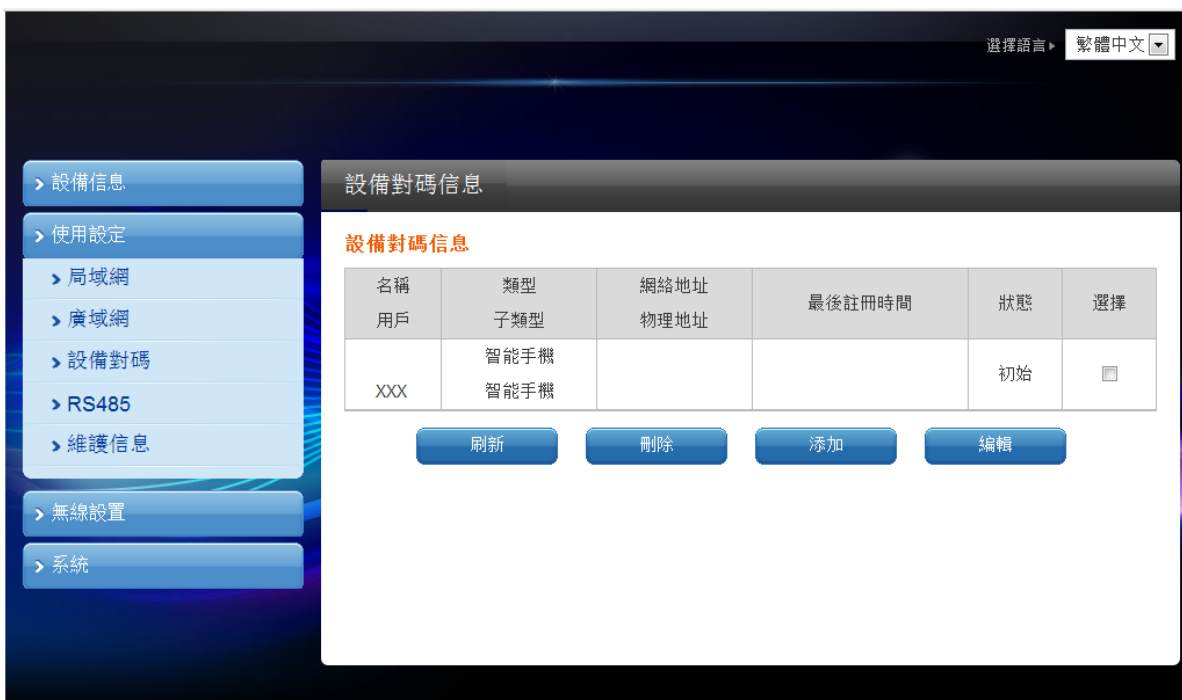 選擇語言
繁體中文
設備信息
使用設定
局域網
廣域網
設備對碼
RS485
維護信息
無線設置
系統
設備對碼信息
設備對碼信息
名稱 類型 網絡地址 最後註冊時間 狀態 選擇
用戶 子類型 物理地址
智能手機 初始
XXX 智能手機
刷新 刪除 添加 編輯